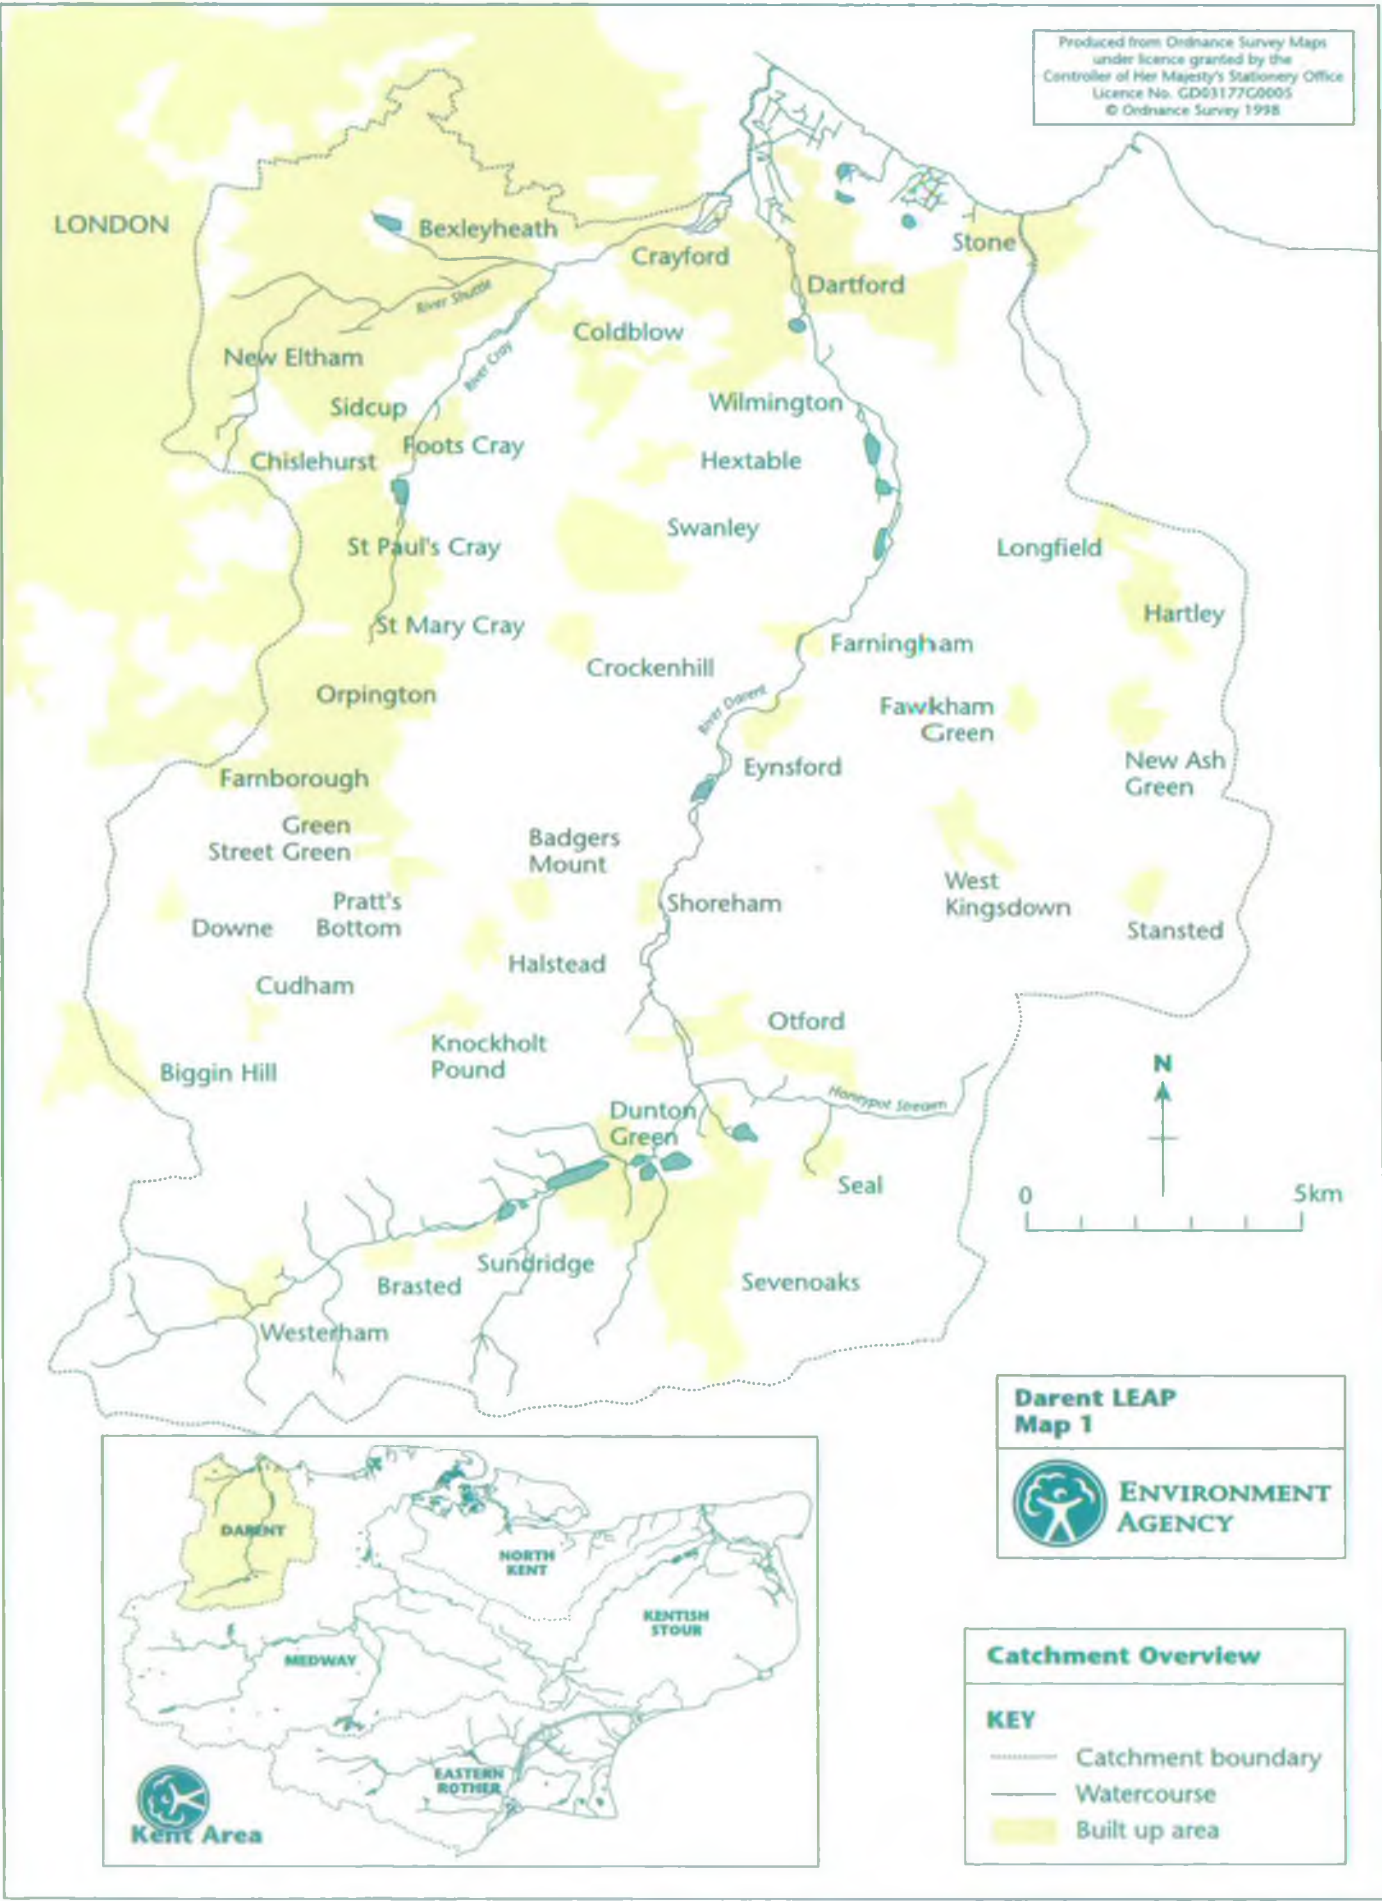 Produced from Ordnance Survey Maps
under licence granted by the
Controller of Her Majesty's Stationery Office
Licence No. GD03177G0005
© Ordnance Survey 1998
LONDON
Bexleyheath
Crayford
Stone
Dartford
River Shuttle
Coldblow
New Eltham
River Cray
Sidcup
Wilmington
Foots Cray
Chislehurst
Hextable
Swanley
St Paul's Cray
Longfield
Hartley
St Mary Cray
Farningham
Crockenhill
Orpington
River Darent
Fawkham
Green
Eynsford
New Ash
Green
Farnborough
Green
Street Green
Badgers
Mount
West
Kingsdown
Pratt's
Bottom
Shoreham
Downe
Stansted
Halstead
Cudham
Otford
Knockholt
Pound
Biggin Hill
N
Honeypot Stream
Dunton
Green
Seal
0 5km
Sundridge
Brasted
Sevenoaks
Westerham
Darent LEAP
Map 1
ENVIRONMENT
AGENCY
DARENT
NORTH
KENT
KENTISH
STOUR
MEDWAY
EASTERN
ROTHER
Kent Area
Catchment Overview
KEY
Catchment boundary
Watercourse
Built up area